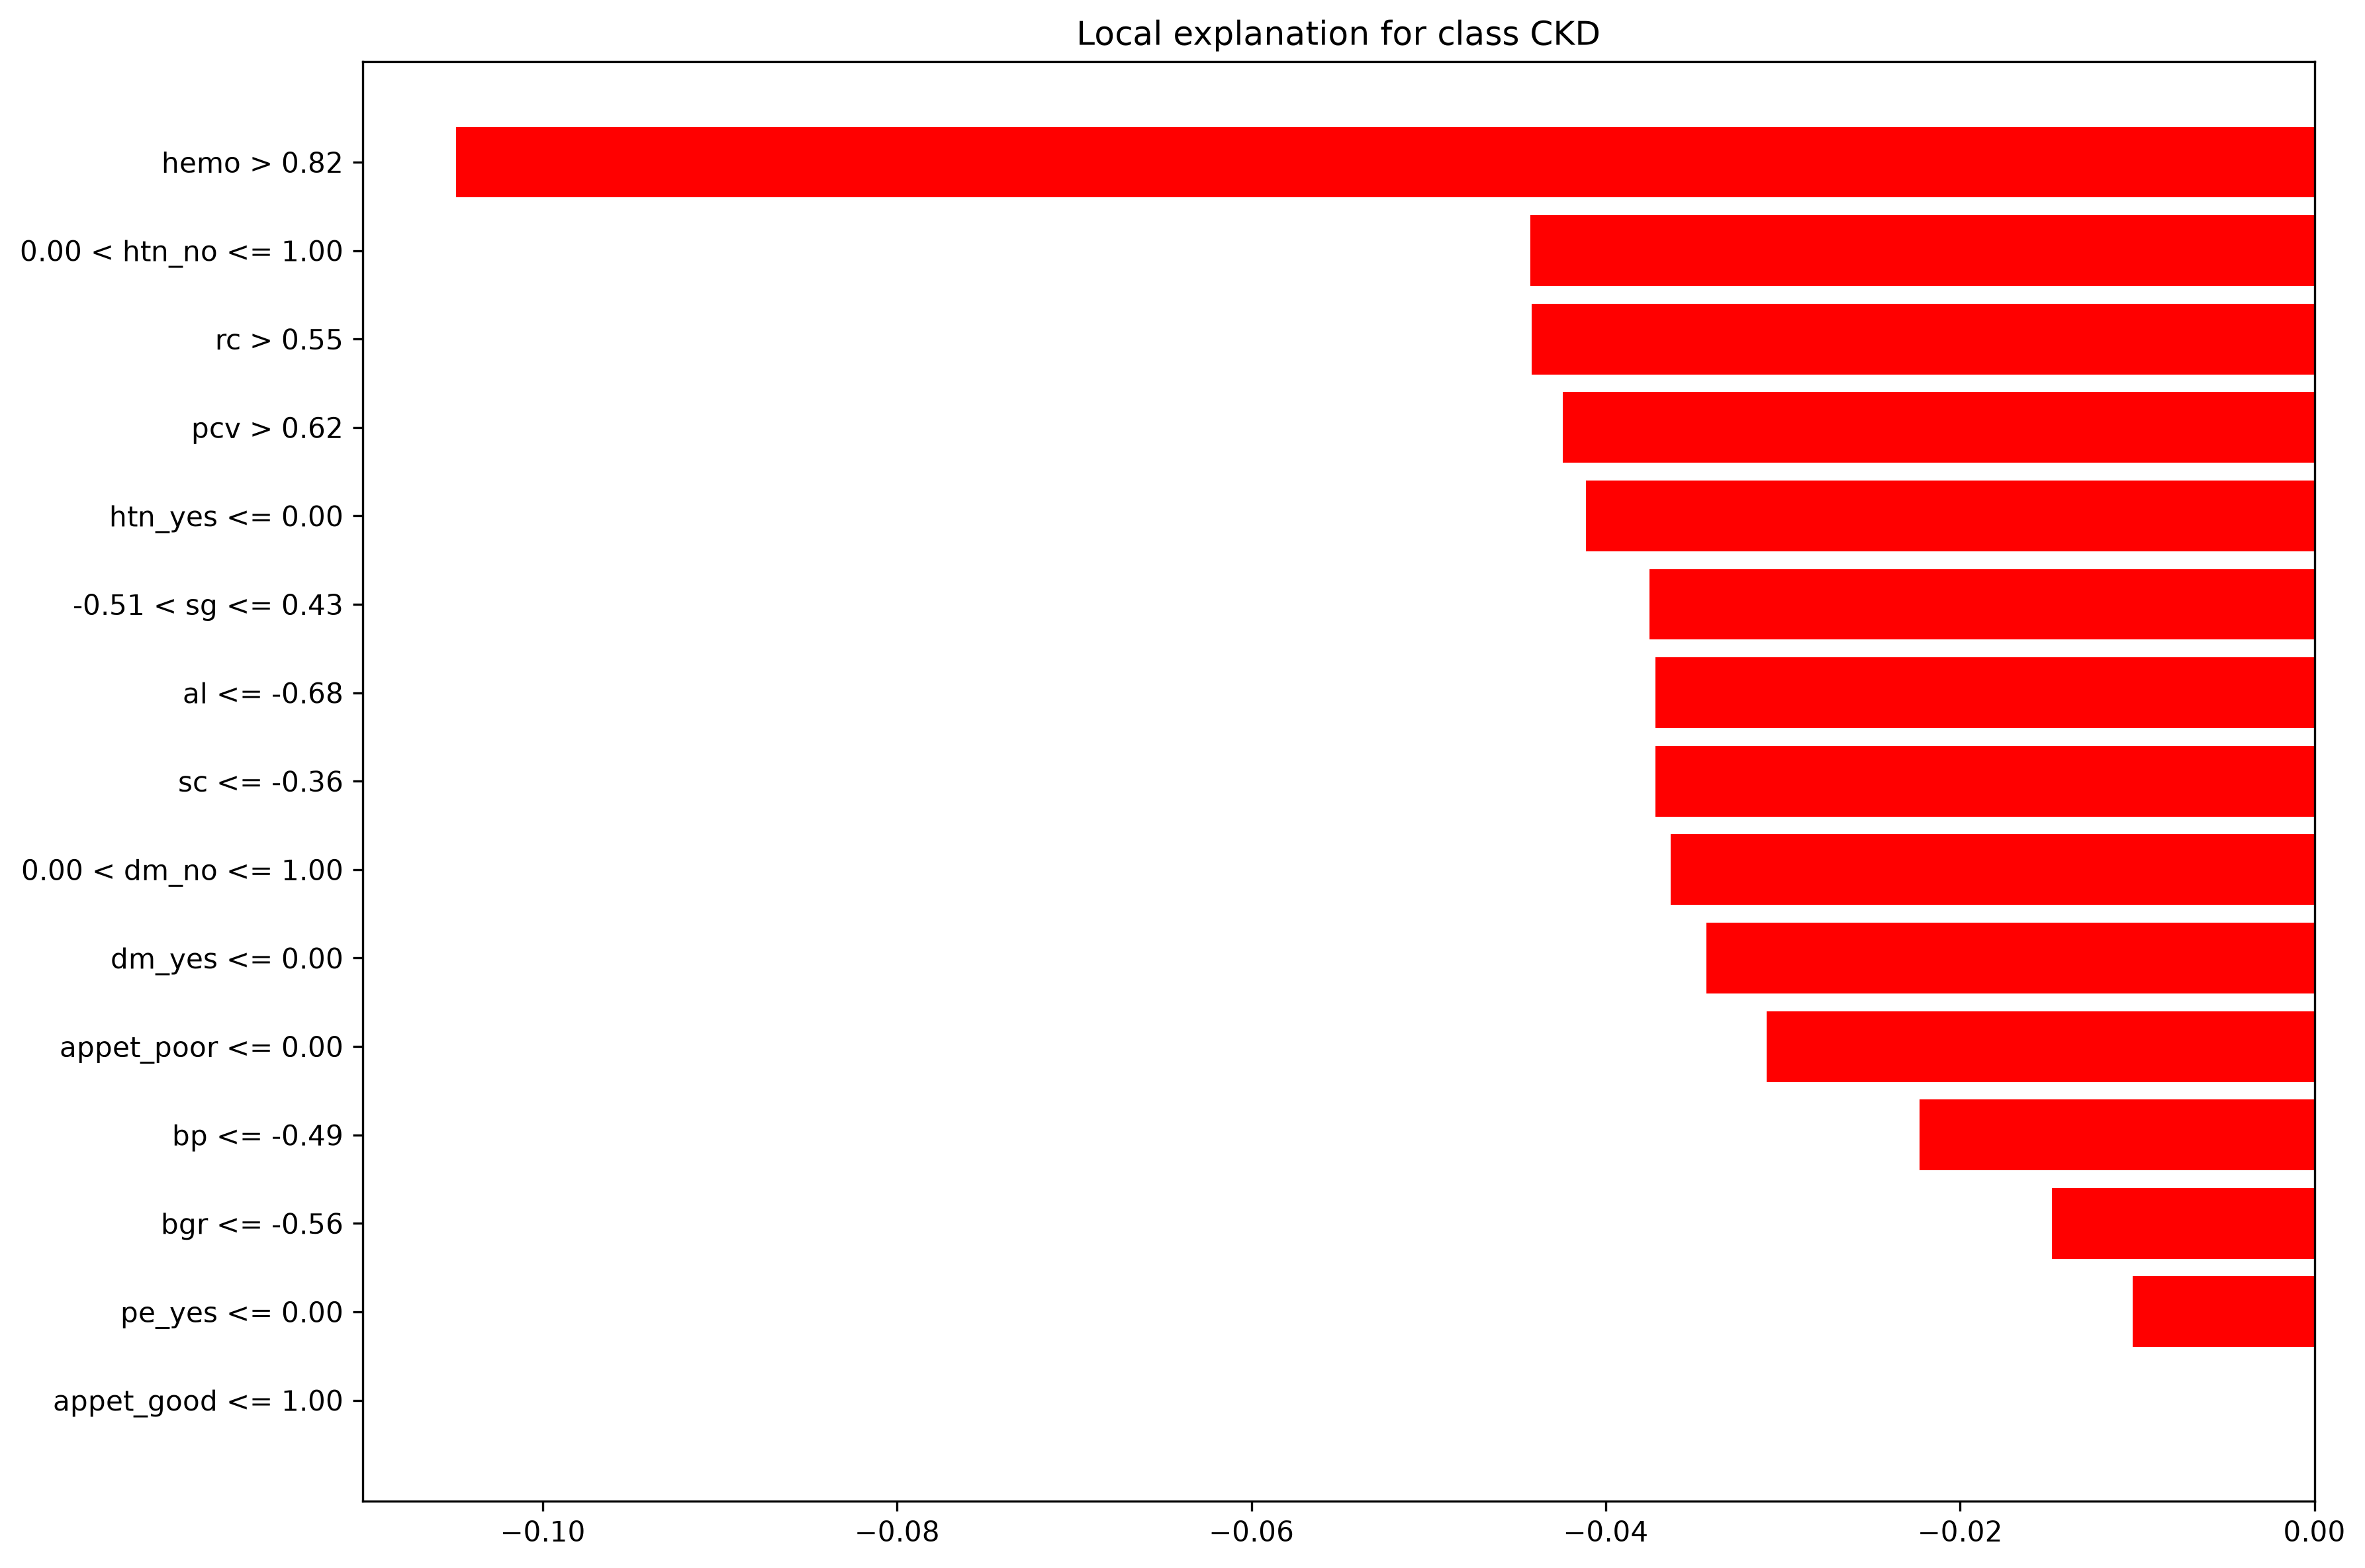 Local explanation for class CKD
hemo > 0.82
0.00 < htn_no <= 1.00
rc > 0.55
pcv > 0.62
htn_yes <= 0.00
-0.51 < sg <= 0.43
al <= -0.68
sc <= -0.36
0.00 < dm_no <= 1.00
dm_yes <= 0.00
appet_poor <= 0.00
bp <= -0.49
bgr <= -0.56
pe_yes <= 0.00
appet_good <= 1.00
−0.10 −0.08 −0.06 −0.04 −0.02 0.00